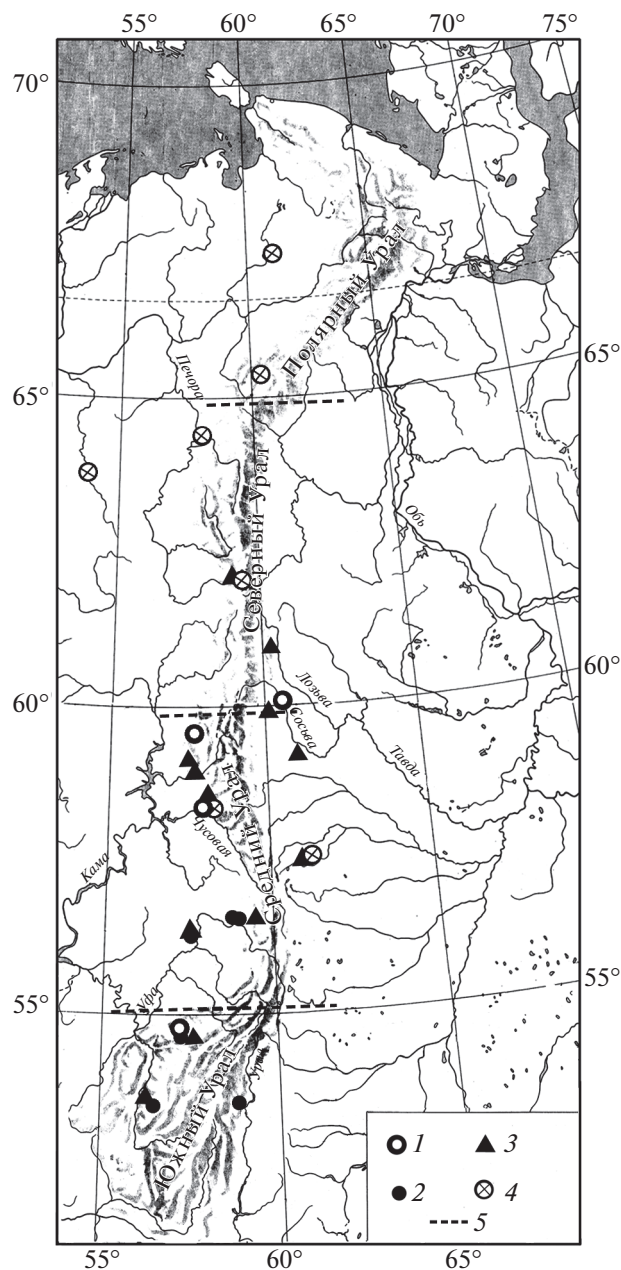 55° 60° 65° 70° 75°
70°
Полярный Урал
65°
Печора
65°
Северный Урал
Обь
60°
Лозьва
60°
Сосьва
Тавда
Средний Урал
Чусовая
Кама
55°
Уфа
55°
Урал
Южный Урал
1 3
2 4
5
55° 60° 65°